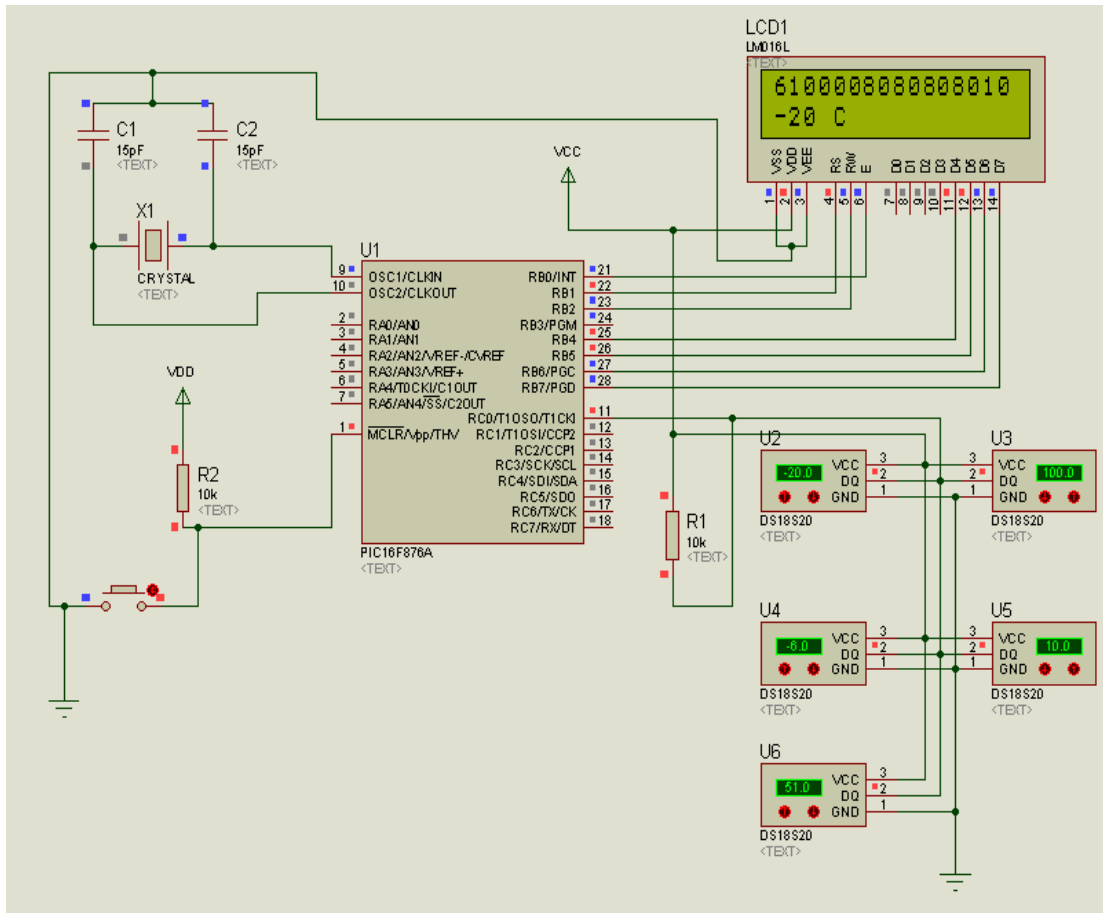 LCD1
LM016L
<TEXT>
6100008080808010
-20 C
VSS VDD VEE RS RW E D0 D1 D2 D3 D4 D5 D6 D7
1 2 3 4 5 6 7 8 9 10 11 12 13 14
C1
15pF
<TEXT>
C2
15pF
<TEXT>
VCC
X1
CRYSTAL
<TEXT>
U1
9 OSC1/CLKIN
10 OSC2/CLKOUT
2 RA0/AN0
3 RA1/AN1
4 RA2/AN2/VREF-/CVREF
5 RA3/AN3/VREF+
6 RA4/T0CKI/C1OUT
7 RA5/AN4/SS/C2OUT
1 MCLR/Vpp/THV
RB0/INT 21
RB1 22
RB2 23
RB3/PGM 24
RB4 25
RB5 26
RB6/PGC 27
RB7/PGD 28
RC0/T1OSO/T1CKI 11
RC1/T1OSI/CCP2 12
RC2/CCP1 13
RC3/SCK/SCL 14
RC4/SDI/SDA 15
RC5/SDO 16
RC6/TX/CK 17
RC7/RX/DT 18
PIC16F876A
<TEXT>
VDD
R2
10k
<TEXT>
R1
10k
<TEXT>
U2
-20.0
VCC 3
DQ 2
GND 1
DS18S20
<TEXT>
U3
3 VCC
2 DQ
1 GND
100.0
DS18S20
<TEXT>
U4
-6.0
VCC 3
DQ 2
GND 1
DS18S20
<TEXT>
U5
3 VCC
2 DQ
1 GND
10.0
DS18S20
<TEXT>
U6
51.0
VCC 3
DQ 2
GND 1
DS18S20
<TEXT>